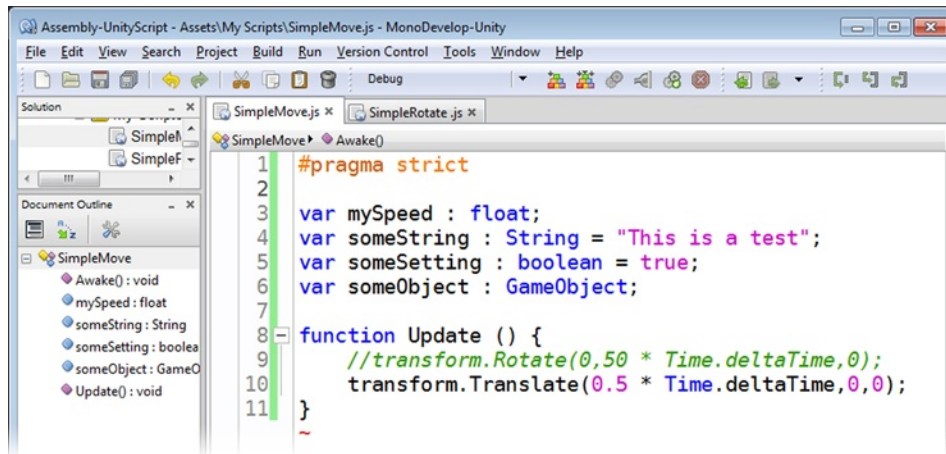 Assembly-UnityScript - Assets\My Scripts\SimpleMove.js - MonoDevelop-Unity
File Edit View Search Project Build Run Version Control Tools Window Help
Debug
Solution
SimpleMove.js SimpleRotate .js
SimpleMove Awake()
Document Outline
SimpleMove
Awake() : void
mySpeed : float
someString : String
someSetting : boolea
someObject : GameO
Update() : void
1 #pragma strict
2
3 var mySpeed : float;
4 var someString : String = "This is a test";
5 var someSetting : boolean = true;
6 var someObject : GameObject;
7
8 function Update () {
9 //transform.Rotate(0,50 * Time.deltaTime,0);
10 transform.Translate(0.5 * Time.deltaTime,0,0);
11 }
~